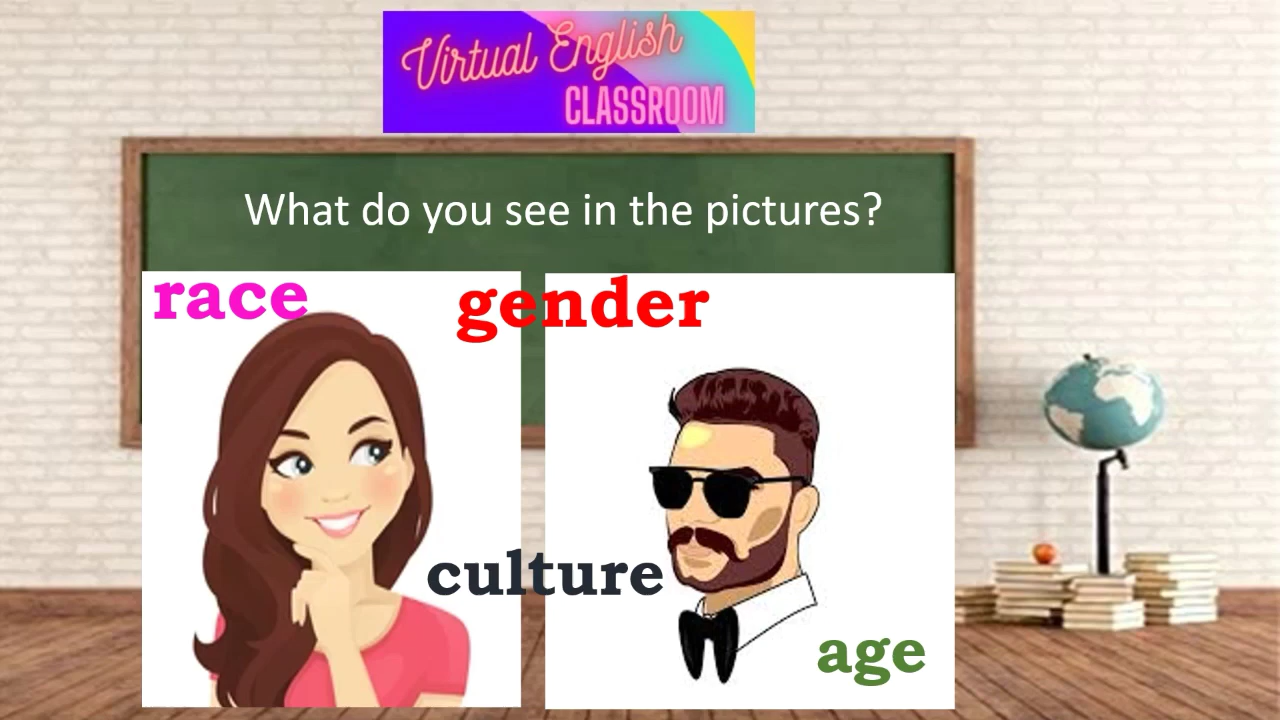 Virtual English
CLASSROOM
What do you see in the pictures?
race
gender
culture
age